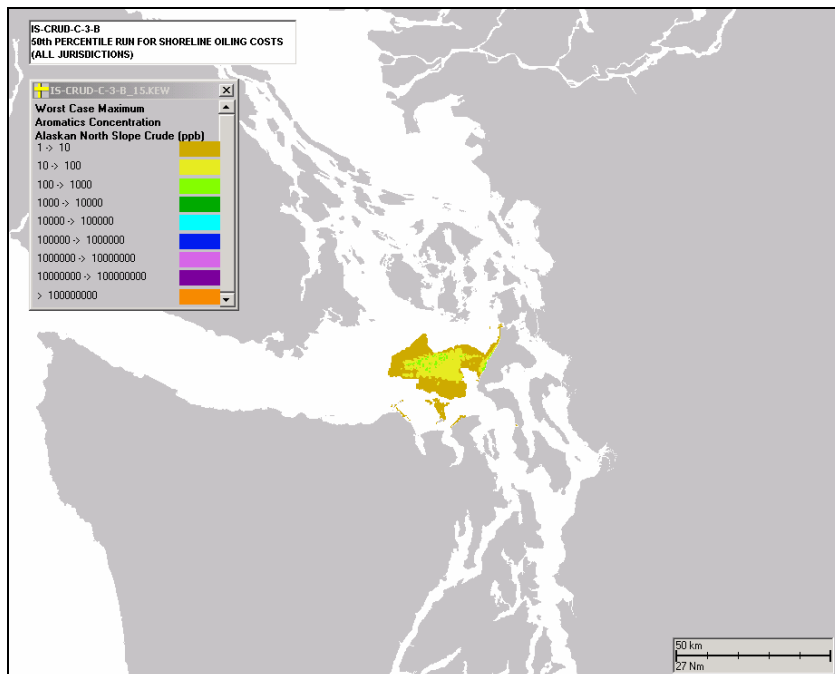 IS-CRUD-C-3-B
50th PERCENTILE RUN FOR SHORELINE OILING COSTS
(ALL JURISDICTIONS)
IS-CRUD-C-3-B_15.KEW
Worst Case Maximum
Aromatics Concentration
Alaskan North Slope Crude (ppb)
1 -> 10
10 -> 100
100 -> 1000
1000 -> 10000
10000 -> 100000
100000 -> 1000000
1000000 -> 10000000
10000000 -> 100000000
> 100000000
50 km
27 Nm